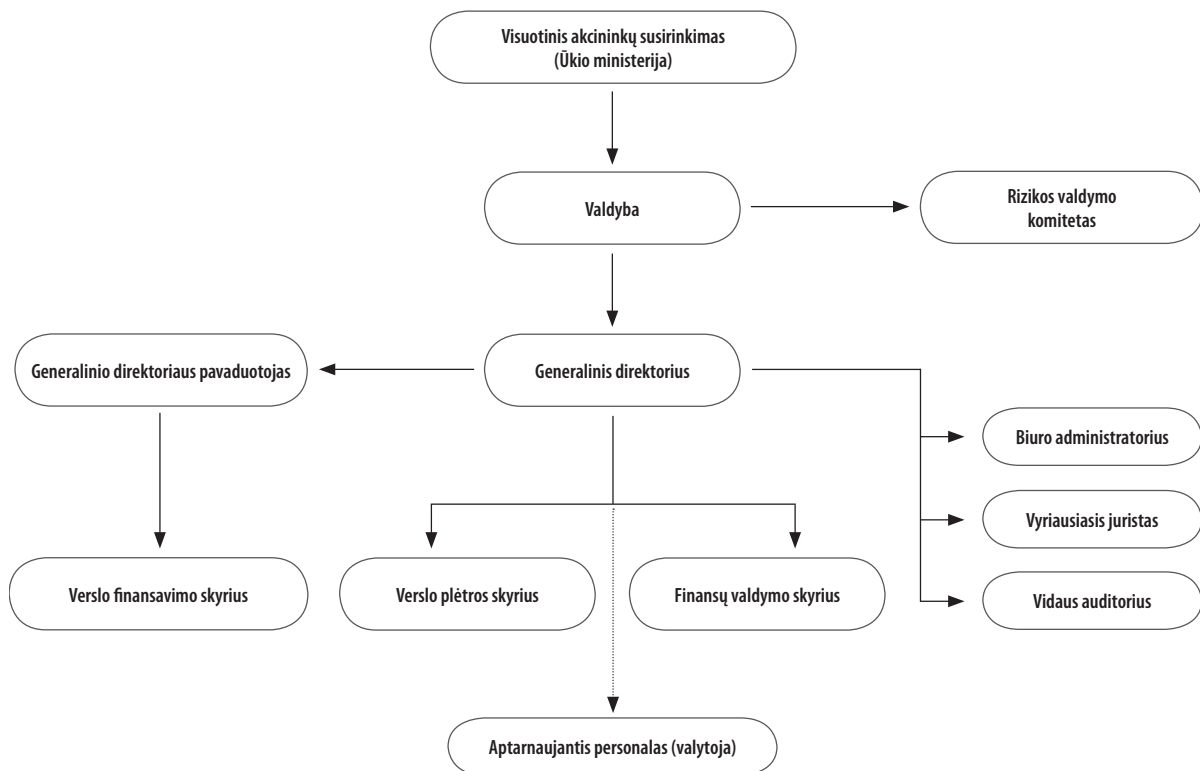 Visuotinis akcininkų susirinkimas
(Ūkio ministerija)
Valdyba
Rizikos valdymo
komitetas
Generalinio direktoriaus pavaduotojas
Generalinis direktorius
Biuro administratorius
Vyriausiasis juristas
Verslo finansavimo skyrius
Verslo plėtros skyrius
Finansų valdymo skyrius
Vidaus auditorius
Aptarnaujantis personalas (valytoja)